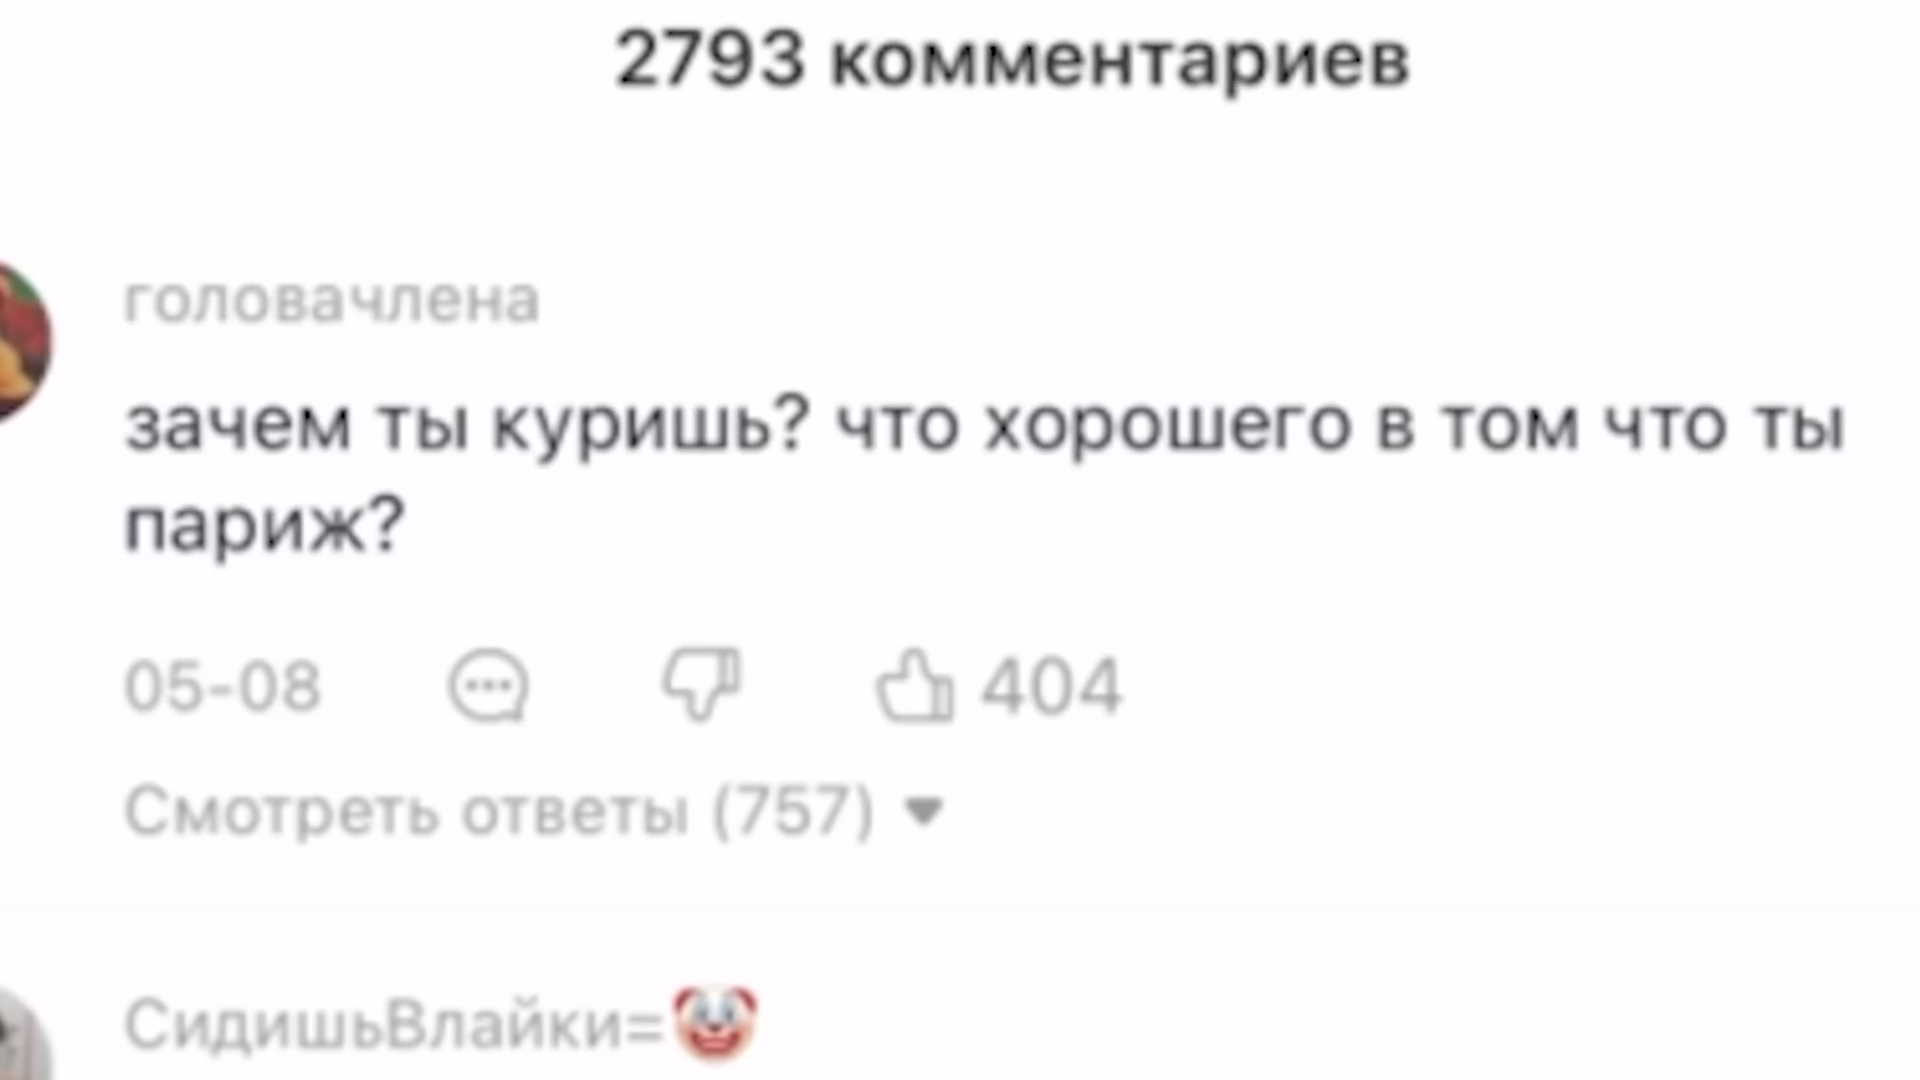 2793 комментариев
головачлена
зачем ты куришь? что хорошего в том что ты
париж?
05-08 404
Смотреть ответы (757)
СидишьВлайки=🤡